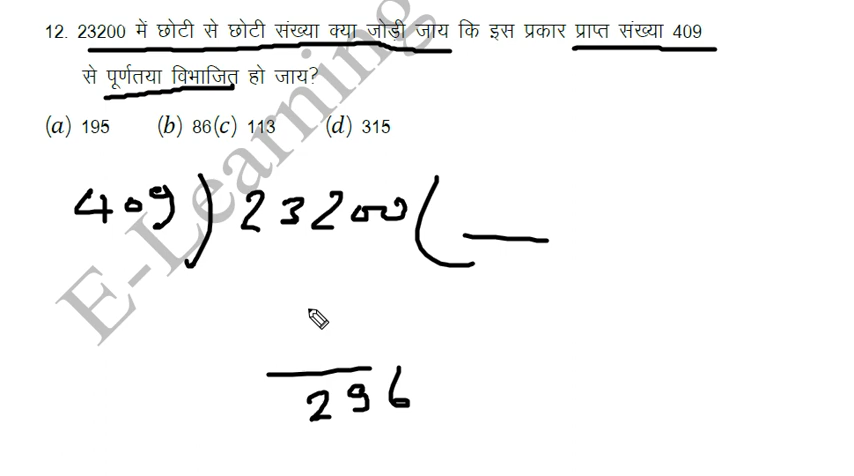 12. 23200 में छोटी से छोटी संख्या क्या जोड़ी जाय कि इस प्रकार प्राप्त संख्या 409
से पूर्णतया विभाजित हो जाय?
(a) 195 (b) 86(c) 113 (d) 315
409)23200(
296
E-Learning